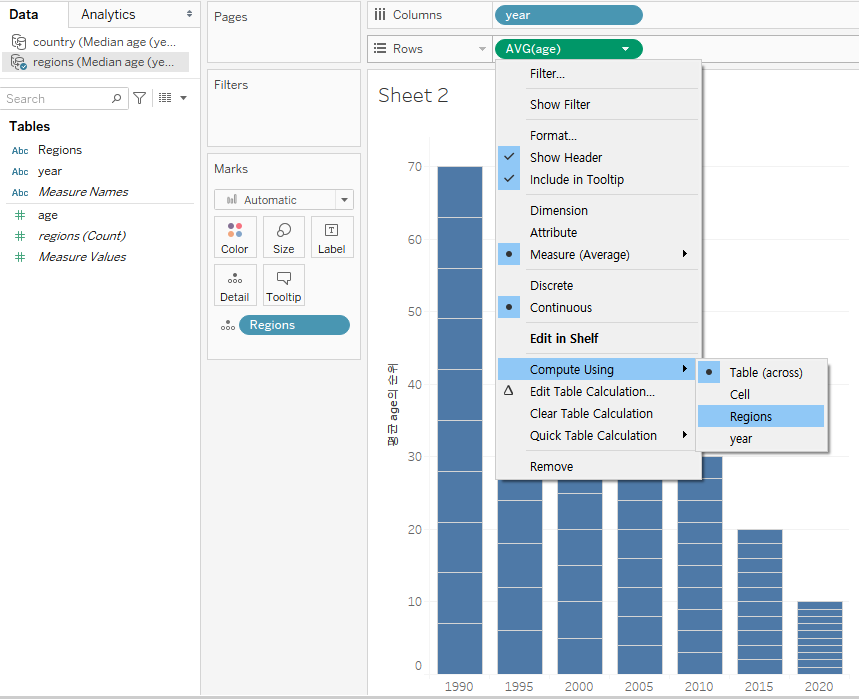 Data
Analytics
country (Median age (ye...
regions (Median age (ye...
Search
Tables
Abc Regions
Abc year
Abc Measure Names
# age
# regions (Count)
# Measure Values
Pages
Filters
Marks
Automatic
Color
Size
Label
Detail
Tooltip
Regions
Columns
year
Rows
AVG(age)
Sheet 2
평균 age의 순위
70
60
50
40
30
20
10
0
1990
1995
2000
2005
2010
2015
2020
Filter...
Show Filter
Format...
Show Header
Include in Tooltip
Dimension
Attribute
Measure (Average)
Discrete
Continuous
Edit in Shelf
Compute Using
Edit Table Calculation...
Clear Table Calculation
Quick Table Calculation
Remove
Table (across)
Cell
Regions
year